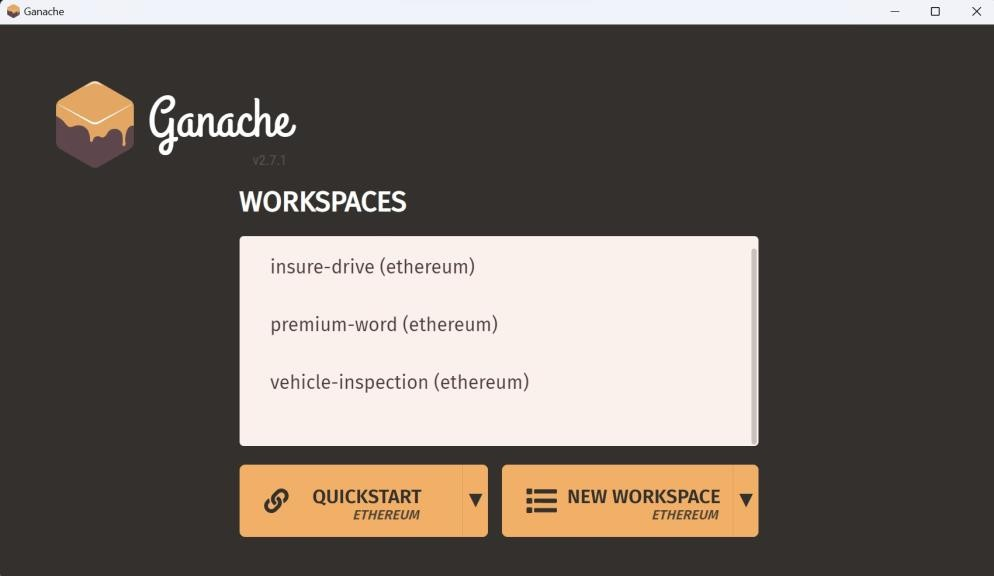 Ganache
Ganache
v2.7.1
WORKSPACES
insure-drive (ethereum)
premium-word (ethereum)
vehicle-inspection (ethereum)
QUICKSTART
ETHEREUM
NEW WORKSPACE
ETHEREUM